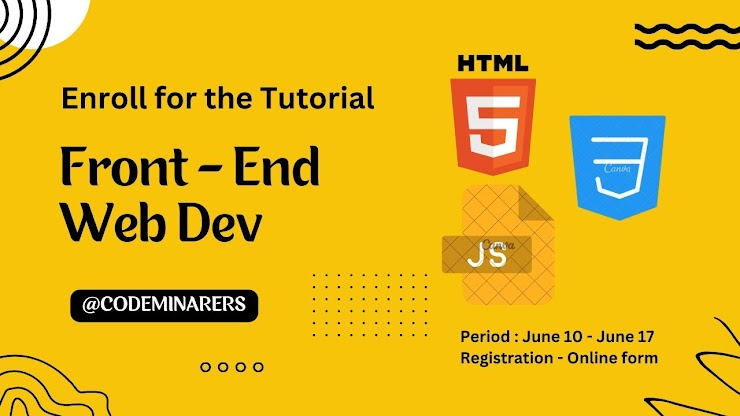 Enroll for the Tutorial
Front - End
Web Dev
@CODEMINARERS
HTML
5
3
Canva
Canva
JS
Period : June 10 - June 17
Registration - Online form